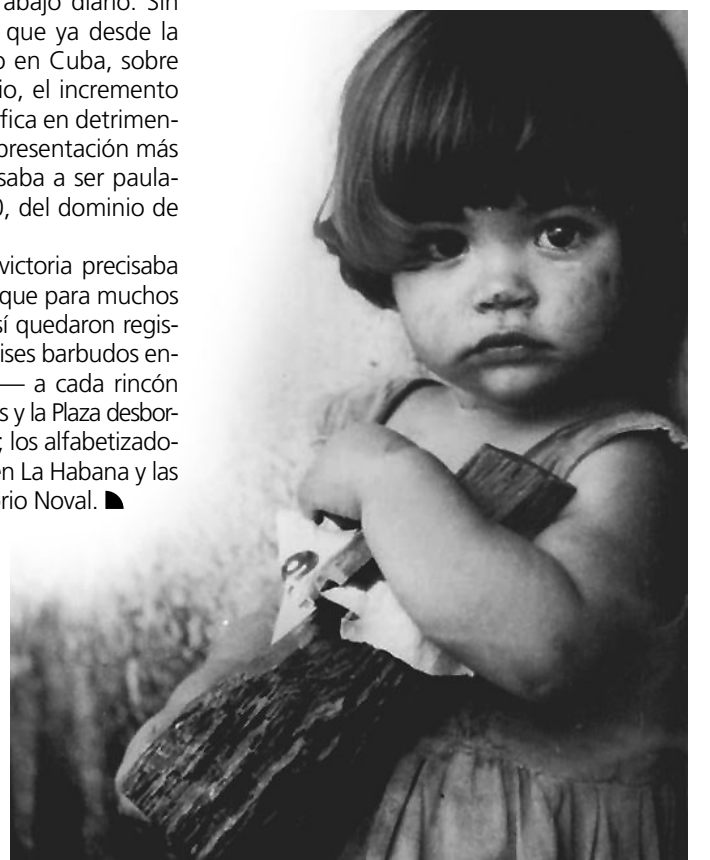 abajo diario. Sin
que ya desde la
o en Cuba, sobre
io, el incremento
fica en detrimen-
presentación más
saba a ser paula-
0, del dominio de
victoria precisaba
que para muchos
sí quedaron regis-
ises barbudos en-
— a cada rincón
s y la Plaza desbor-
; los alfabetizado-
en La Habana y las
rio Noval.